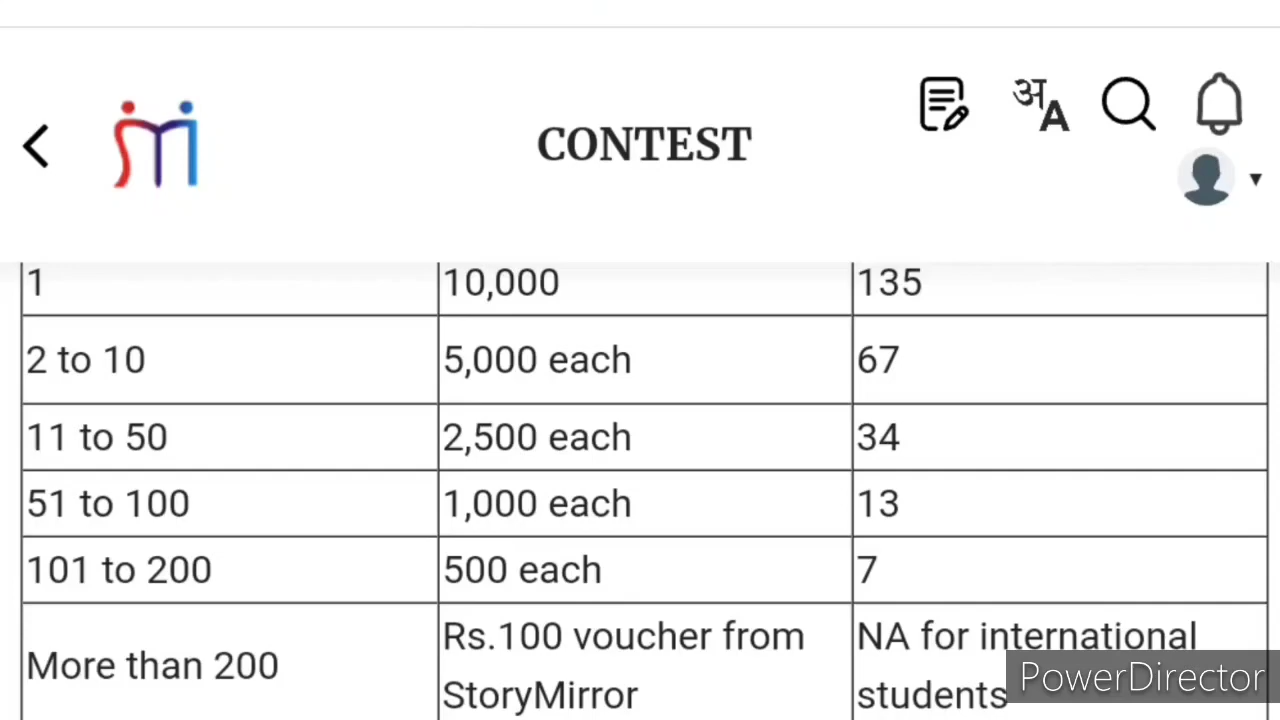 CONTEST
अA
1 10,000 135
2 to 10 5,000 each 67
11 to 50 2,500 each 34
51 to 100 1,000 each 13
101 to 200 500 each 7
More than 200
Rs.100 voucher from
StoryMirror
NA for international
students
PowerDirector